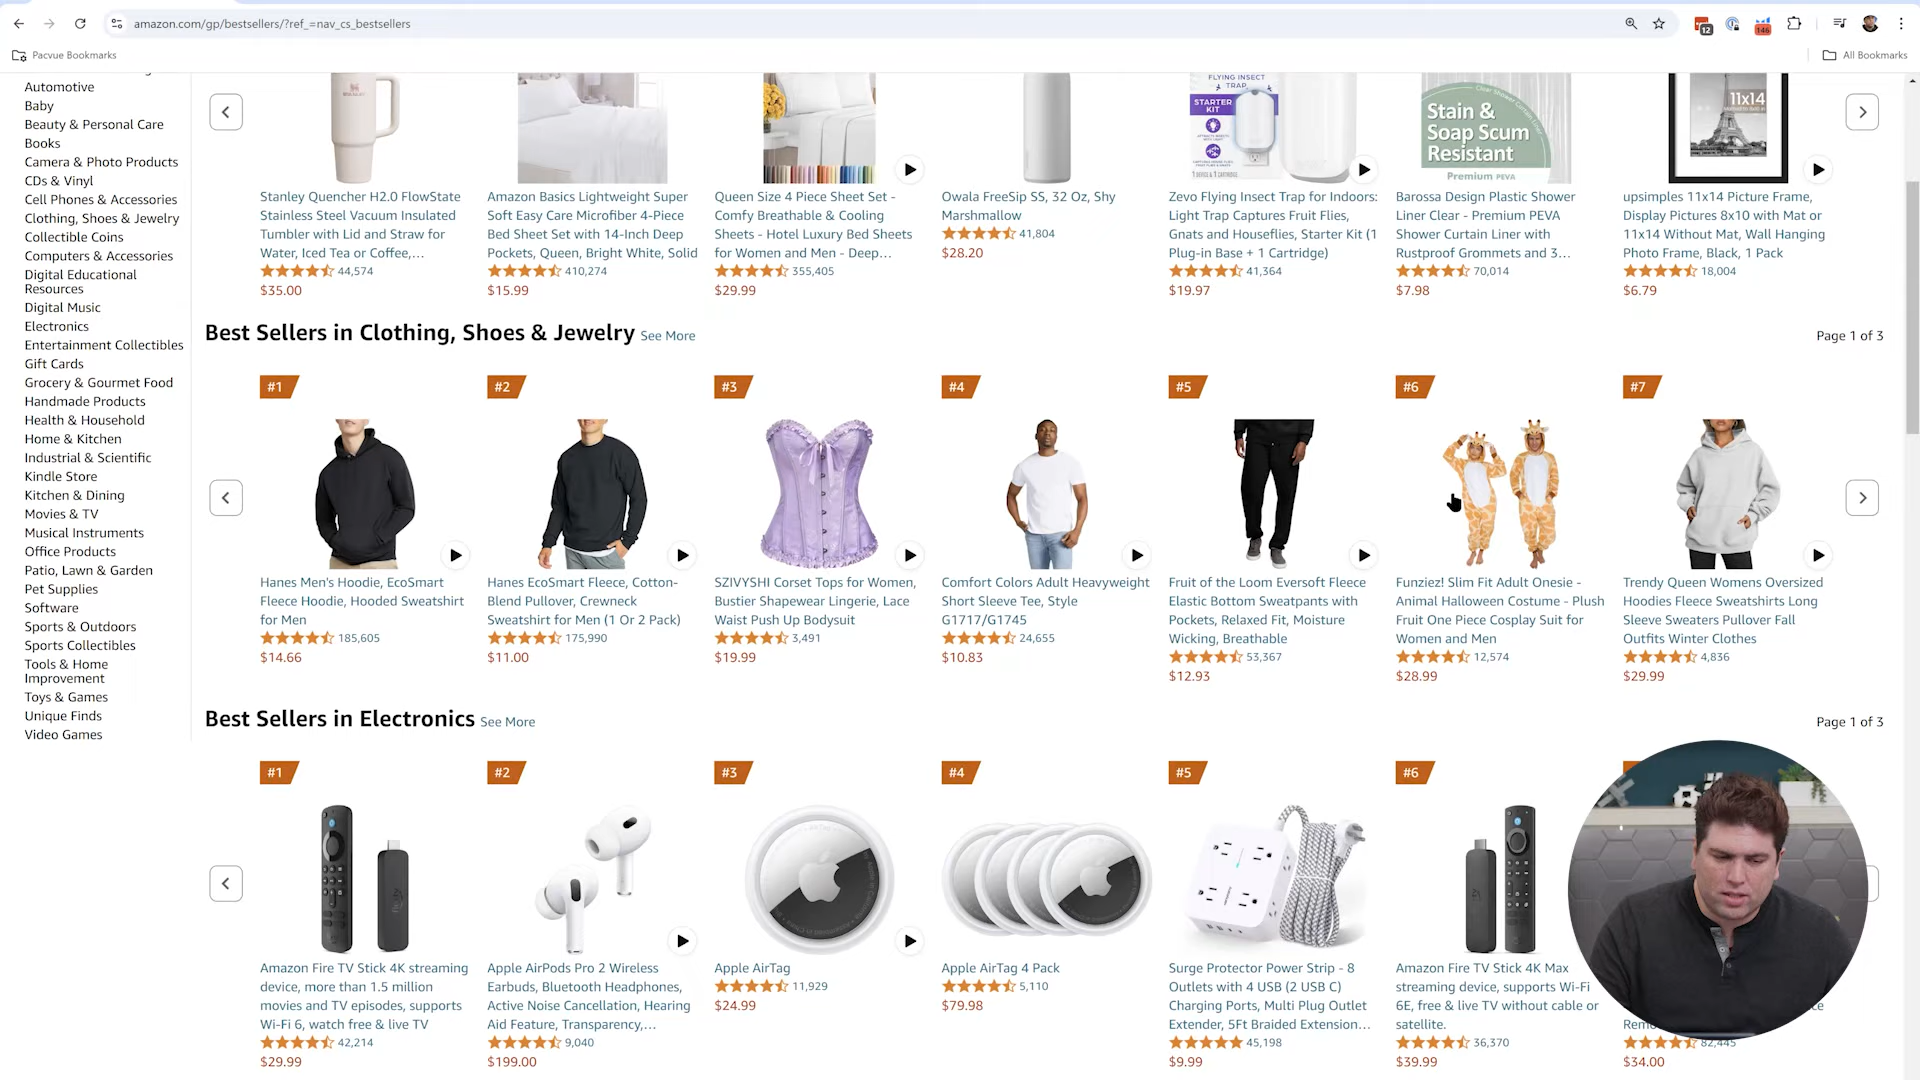 amazon.com/gp/bestsellers/?ref_=nav_cs_bestsellers
12
146
Pacvue Bookmarks
All Bookmarks
Automotive
Baby
Beauty & Personal Care
Books
Camera & Photo Products
CDs & Vinyl
Cell Phones & Accessories
Clothing, Shoes & Jewelry
Collectible Coins
Computers & Accessories
Digital Educational
Resources
Digital Music
Electronics
Entertainment Collectibles
Gift Cards
Grocery & Gourmet Food
Handmade Products
Health & Household
Home & Kitchen
Industrial & Scientific
Kindle Store
Kitchen & Dining
Movies & TV
Musical Instruments
Office Products
Patio, Lawn & Garden
Pet Supplies
Software
Sports & Outdoors
Sports Collectibles
Tools & Home
Improvement
Toys & Games
Unique Finds
Video Games
Stanley Quencher H2.0 FlowState
Stainless Steel Vacuum Insulated
Tumbler with Lid and Straw for
Water, Iced Tea or Coffee,...
44,574
$35.00
Amazon Basics Lightweight Super
Soft Easy Care Microfiber 4-Piece
Bed Sheet Set with 14-Inch Deep
Pockets, Queen, Bright White, Solid
410,274
$15.99
Queen Size 4 Piece Sheet Set -
Comfy Breathable & Cooling
Sheets - Hotel Luxury Bed Sheets
for Women and Men - Deep...
355,405
$29.99
Owala FreeSip SS, 32 Oz, Shy
Marshmallow
41,804
$28.20
FLYING INSECT
TRAP
STARTER
KIT
1 DEVICE & 1 CARTRIDGE
Zevo Flying Insect Trap for Indoors:
Light Trap Captures Fruit Flies,
Gnats and Houseflies, Starter Kit (1
Plug-in Base + 1 Cartridge)
41,364
$19.97
Clear Shower Curtain Liner
Stain &
Soap Scum
Resistant
Premium PEVA
Barossa Design Plastic Shower
Liner Clear - Premium PEVA
Shower Curtain Liner with
Rustproof Grommets and 3...
70,014
$7.98
11x14
upsimples 11x14 Picture Frame,
Display Pictures 8x10 with Mat or
11x14 Without Mat, Wall Hanging
Photo Frame, Black, 1 Pack
18,004
$6.79
Best Sellers in Clothing, Shoes & Jewelry See More
Page 1 of 3
#1
Hanes Men's Hoodie, EcoSmart
Fleece Hoodie, Hooded Sweatshirt
for Men
185,605
$14.66
#2
Hanes EcoSmart Fleece, Cotton-
Blend Pullover, Crewneck
Sweatshirt for Men (1 Or 2 Pack)
175,990
$11.00
#3
SZIVYSHI Corset Tops for Women,
Bustier Shapewear Lingerie, Lace
Waist Push Up Bodysuit
3,491
$19.99
#4
Comfort Colors Adult Heavyweight
Short Sleeve Tee, Style
G1717/G1745
24,655
$10.83
#5
Fruit of the Loom Eversoft Fleece
Elastic Bottom Sweatpants with
Pockets, Relaxed Fit, Moisture
Wicking, Breathable
53,367
$12.93
#6
Funziez! Slim Fit Adult Onesie -
Animal Halloween Costume - Plush
Fruit One Piece Cosplay Suit for
Women and Men
12,574
$28.99
#7
Trendy Queen Womens Oversized
Hoodies Fleece Sweatshirts Long
Sleeve Sweaters Pullover Fall
Outfits Winter Clothes
4,836
$29.99
Best Sellers in Electronics See More
Page 1 of 3
#1
Amazon Fire TV Stick 4K streaming
device, more than 1.5 million
movies and TV episodes, supports
Wi-Fi 6, watch free & live TV
42,214
$29.99
#2
Apple AirPods Pro 2 Wireless
Earbuds, Bluetooth Headphones,
Active Noise Cancellation, Hearing
Aid Feature, Transparency,...
9,040
$199.00
#3
Apple AirTag
11,929
$24.99
#4
Apple AirTag 4 Pack
5,110
$79.98
#5
Surge Protector Power Strip - 8
Outlets with 4 USB (2 USB C)
Charging Ports, Multi Plug Outlet
Extender, 5Ft Braided Extension...
45,198
$9.99
#6
Amazon Fire TV Stick 4K Max
streaming device, supports Wi-Fi
6E, free & live TV without cable or
satellite.
36,370
$39.99
82,445
$34.00